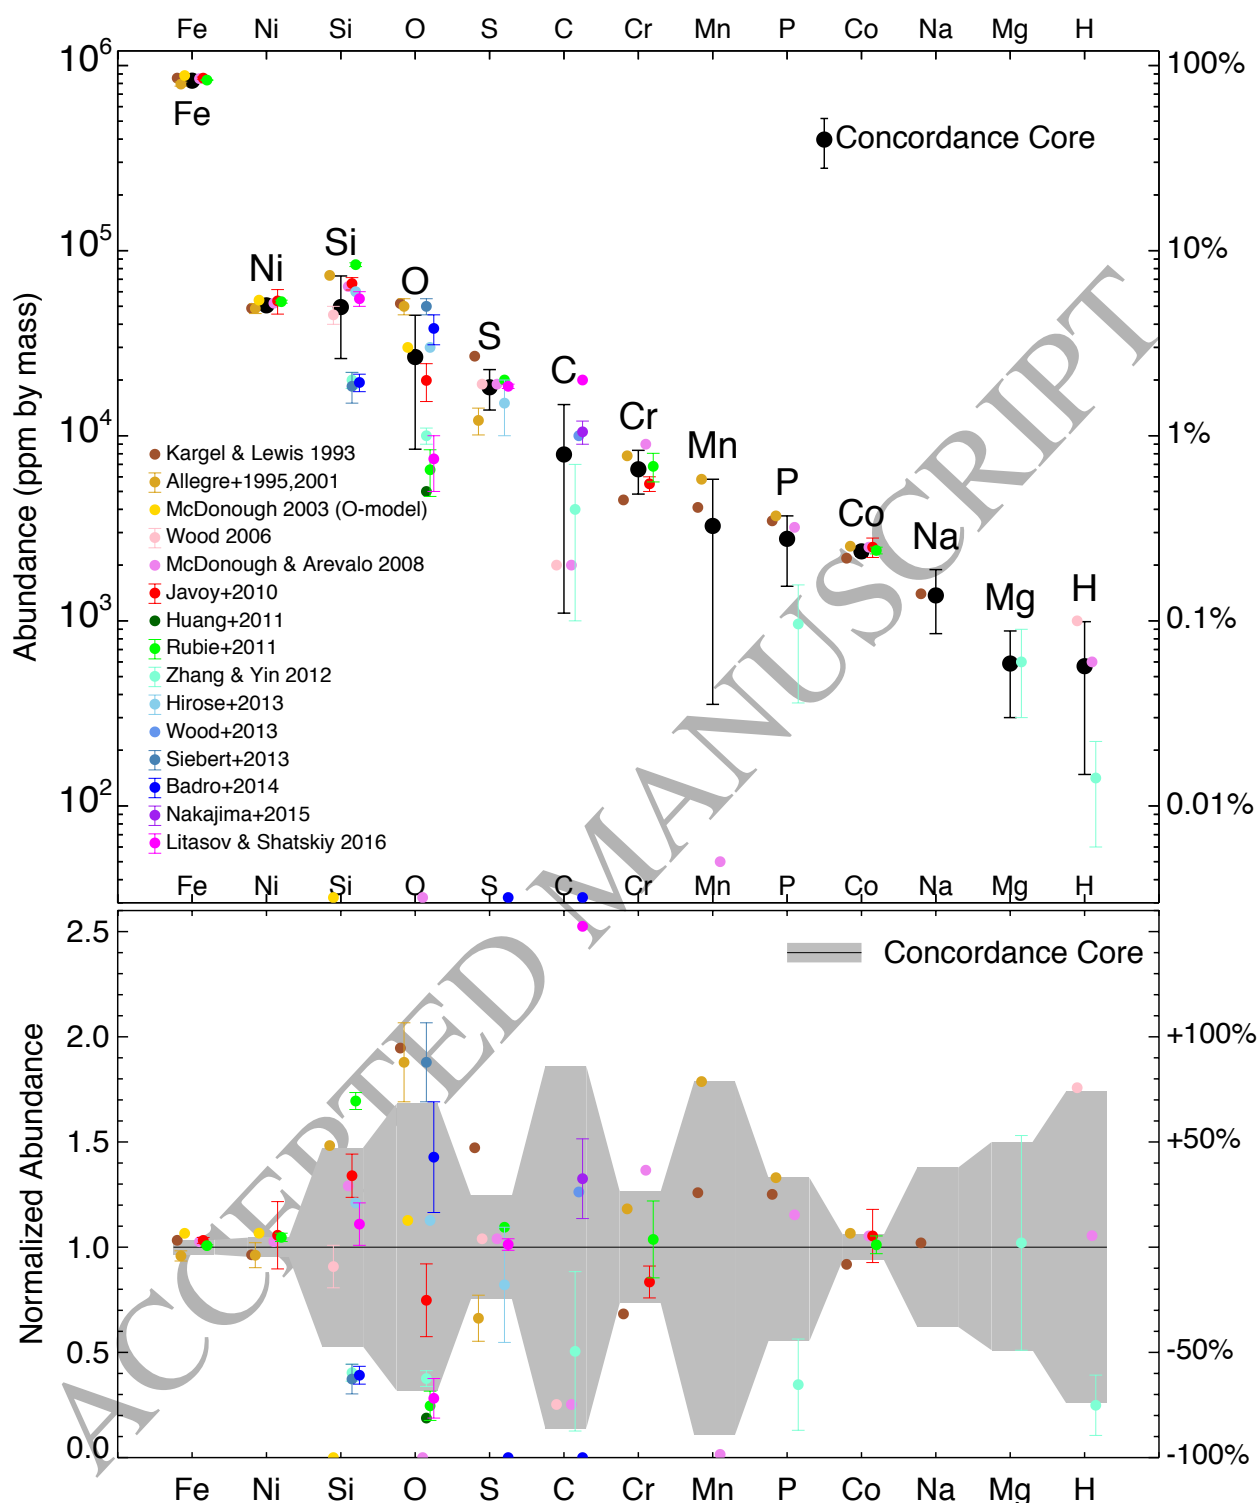 Fe Ni Si O S C Cr Mn P Co Na Mg H
10^6 100%
Fe
Concordance Core
10^5 10%
Ni Si O S C Cr Mn P Co Na Mg H
10^4 1%
10^3 0.1%
10^2 0.01%
Abundance (ppm by mass)
Kargel & Lewis 1993
Allegre+1995,2001
McDonough 2003 (O-model)
Wood 2006
McDonough & Arevalo 2008
Javoy+2010
Huang+2011
Rubie+2011
Zhang & Yin 2012
Hirose+2013
Wood+2013
Siebert+2013
Badro+2014
Nakajima+2015
Litasov & Shatskiy 2016
Fe Ni Si O S C Cr Mn P Co Na Mg H
2.5
Concordance Core
2.0 +100%
1.5 +50%
1.0
0.5 -50%
0.0 -100%
Normalized Abundance
Fe Ni Si O S C Cr Mn P Co Na Mg H
ACCEPTED MANUSCRIPT